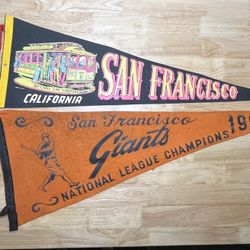 SAN FRANCISCO
CALIFORNIA
San Francisco
Giants
NATIONAL LEAGUE CHAMPIONS